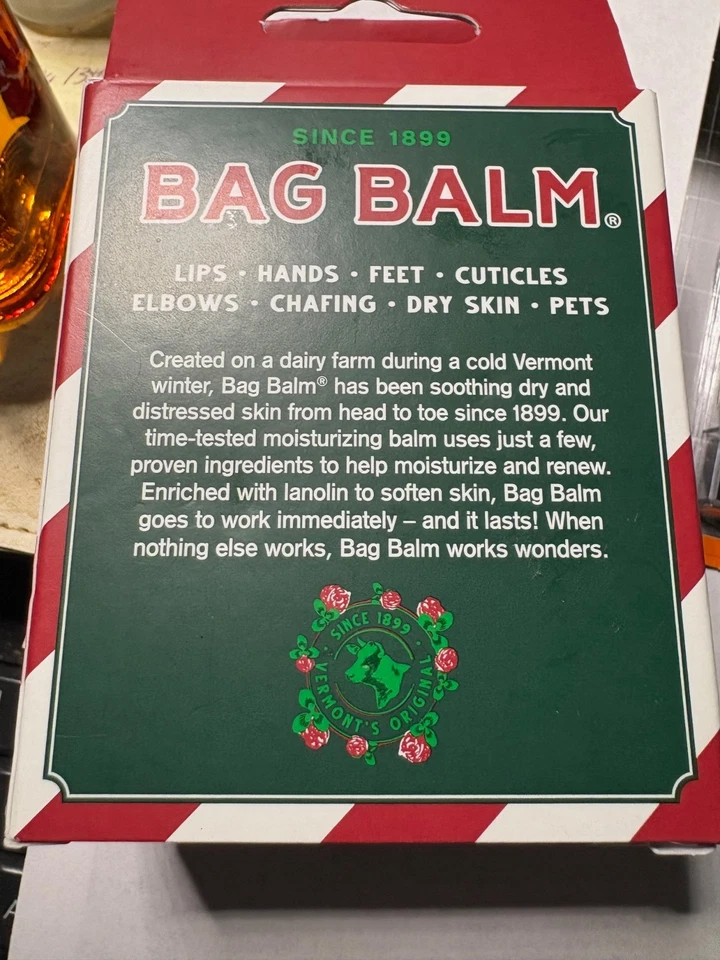 SINCE 1899
BAG BALM®
LIPS • HANDS • FEET • CUTICLES
ELBOWS • CHAFING • DRY SKIN • PETS
Created on a dairy farm during a cold Vermont
winter, Bag Balm® has been soothing dry and
distressed skin from head to toe since 1899. Our
time-tested moisturizing balm uses just a few,
proven ingredients to help moisturize and renew.
Enriched with lanolin to soften skin, Bag Balm
goes to work immediately – and it lasts! When
nothing else works, Bag Balm works wonders.
• SINCE 1899 •
VERMONT'S ORIGINAL